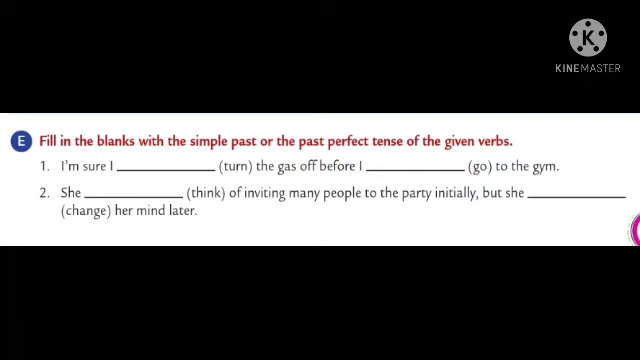 K
KINEMASTER
E Fill in the blanks with the simple past or the past perfect tense of the given verbs.
1. I'm sure I ______________ (turn) the gas off before I ______________ (go) to the gym.
2. She ______________ (think) of inviting many people to the party initially, but she ______________
(change) her mind later.